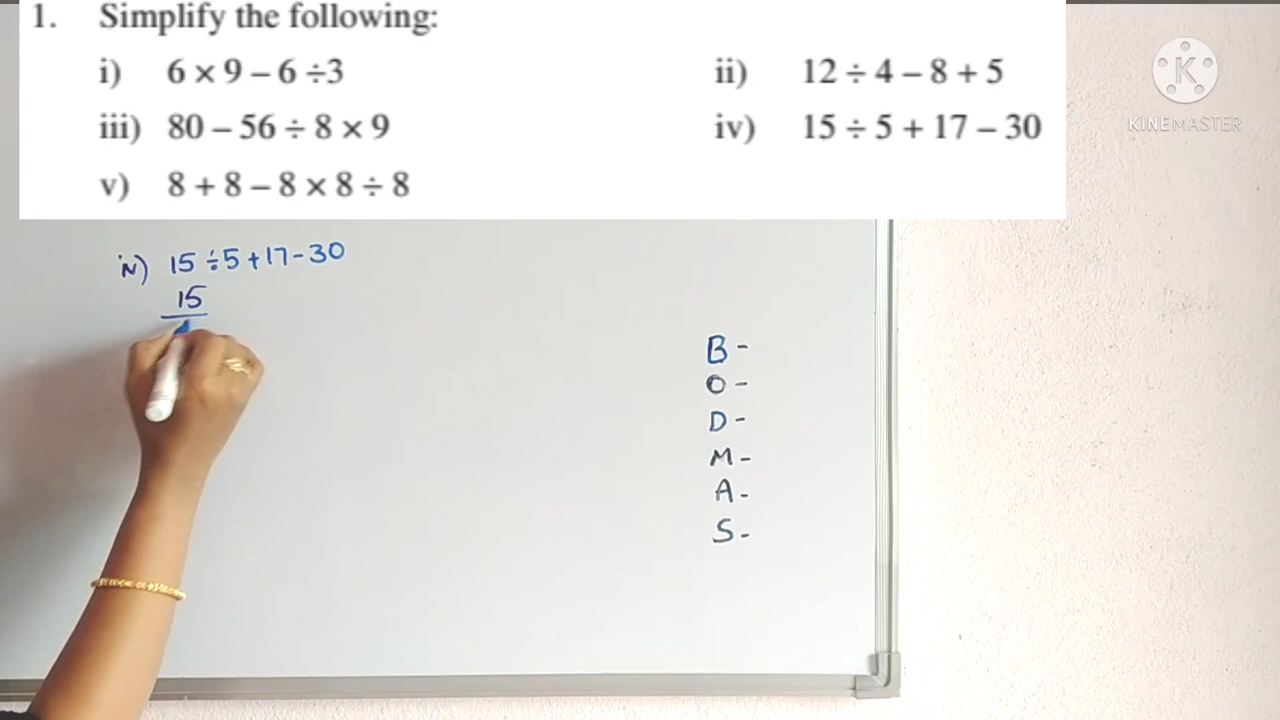 1. Simplify the following:
i) 6 × 9 – 6 ÷3 ii) 12 ÷ 4 – 8 + 5
iii) 80 – 56 ÷ 8 × 9 iv) 15 ÷ 5 + 17 – 30
v) 8 + 8 – 8 × 8 ÷ 8
KINEMASTER
iv) 15 ÷ 5 + 17 - 30
15
B -
O -
D -
M -
A -
S -